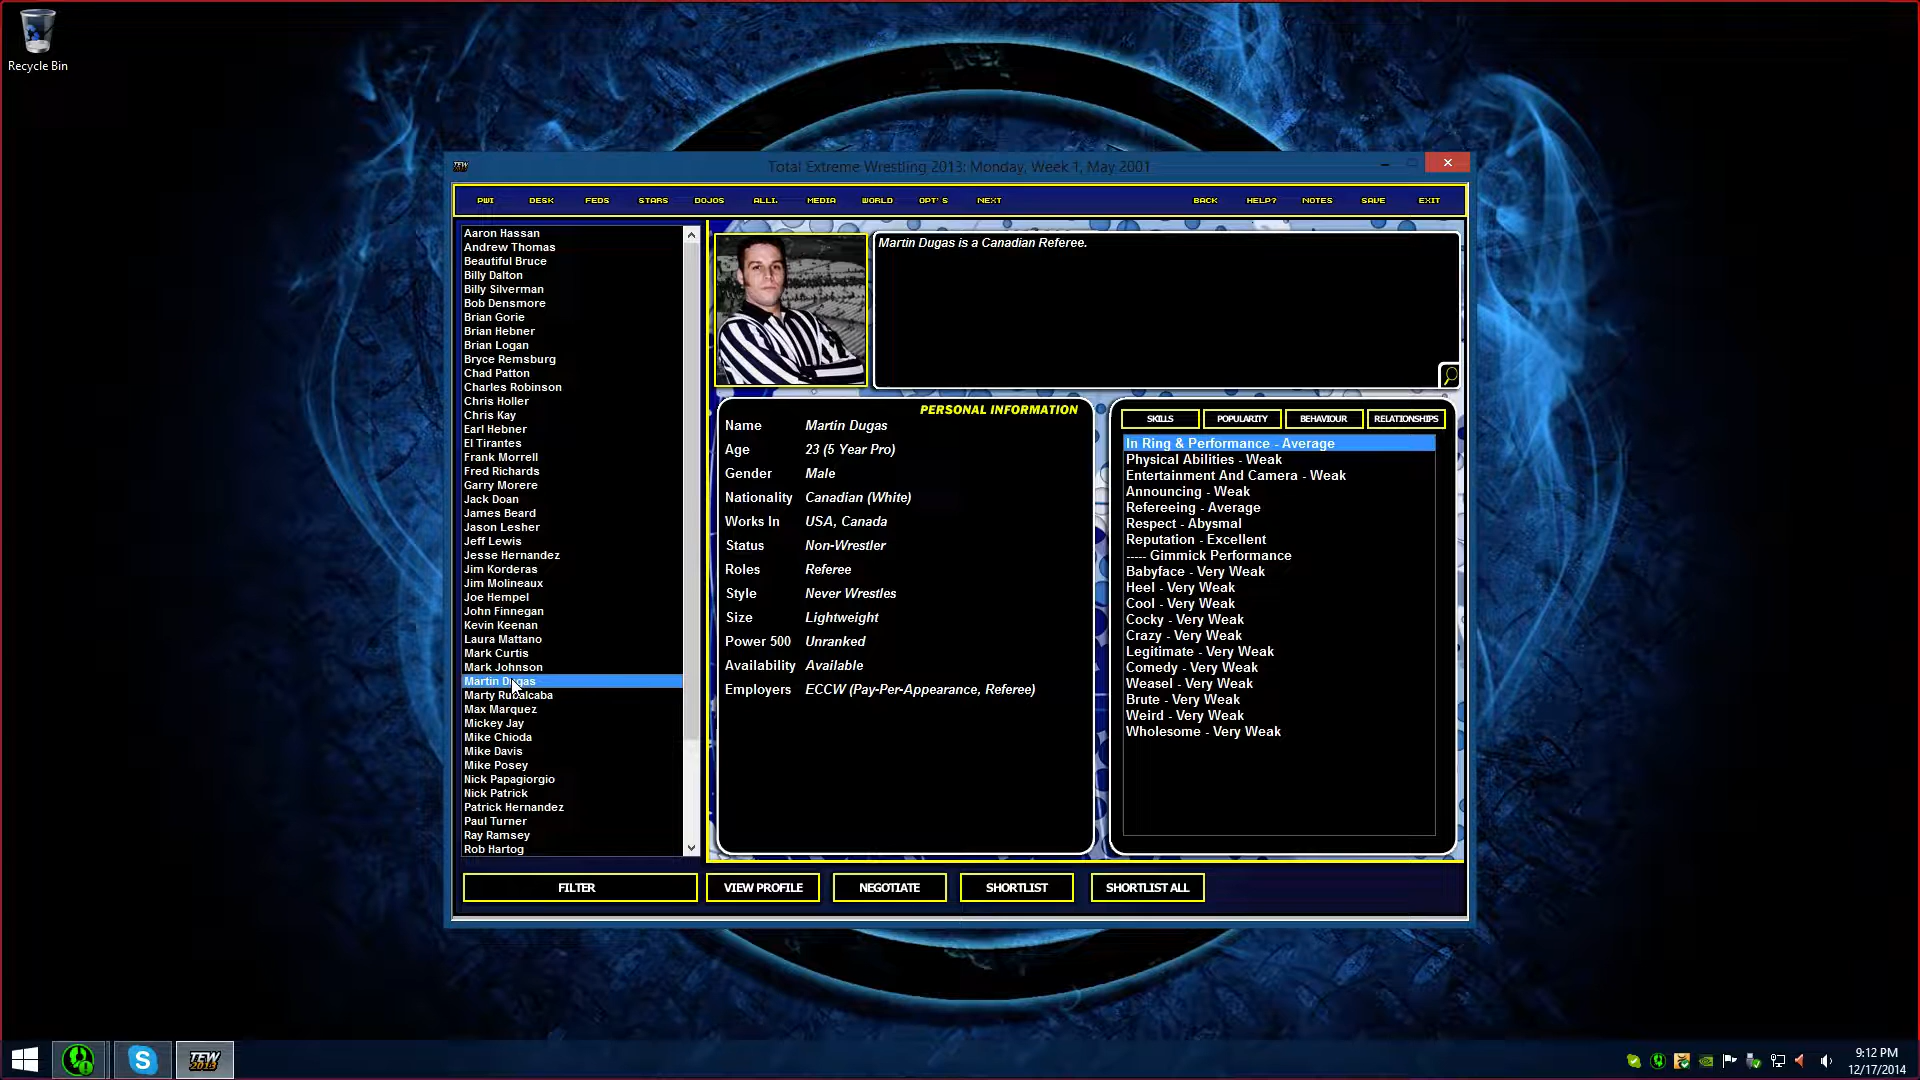 Recycle Bin
Total Extreme Wrestling 2013: Monday, Week 1, May 2001
PWI DESK FEDS STARS DOJOS ALLI. MEDIA WORLD OPT'S NEXT BACK HELP? NOTES SAVE EXIT
Aaron Hassan
Andrew Thomas
Beautiful Bruce
Billy Dalton
Billy Silverman
Bob Densmore
Brian Gorie
Brian Hebner
Brian Logan
Bryce Remsburg
Chad Patton
Charles Robinson
Chris Holler
Chris Kay
Earl Hebner
El Tirantes
Frank Morrell
Fred Richards
Garry Morere
Jack Doan
James Beard
Jason Lesher
Jeff Lewis
Jesse Hernandez
Jim Korderas
Jim Molineaux
Joe Hempel
John Finnegan
Kevin Keenan
Laura Mattano
Mark Curtis
Mark Johnson
Martin Dugas
Marty Rubalcaba
Max Marquez
Mickey Jay
Mike Chioda
Mike Davis
Mike Posey
Nick Papagiorgio
Nick Patrick
Patrick Hernandez
Paul Turner
Ray Ramsey
Rob Hartog
Martin Dugas is a Canadian Referee.
PERSONAL INFORMATION
Name Martin Dugas
Age 23 (5 Year Pro)
Gender Male
Nationality Canadian (White)
Works In USA, Canada
Status Non-Wrestler
Roles Referee
Style Never Wrestles
Size Lightweight
Power 500 Unranked
Availability Available
Employers ECCW (Pay-Per-Appearance, Referee)
SKILLS POPULARITY BEHAVIOUR RELATIONSHIPS
In Ring & Performance - Average
Physical Abilities - Weak
Entertainment And Camera - Weak
Announcing - Weak
Refereeing - Average
Respect - Abysmal
Reputation - Excellent
----- Gimmick Performance
Babyface - Very Weak
Heel - Very Weak
Cool - Very Weak
Cocky - Very Weak
Crazy - Very Weak
Legitimate - Very Weak
Comedy - Very Weak
Weasel - Very Weak
Brute - Very Weak
Weird - Very Weak
Wholesome - Very Weak
FILTER VIEW PROFILE NEGOTIATE SHORTLIST SHORTLIST ALL
TEW
2013
9:12 PM
12/17/2014